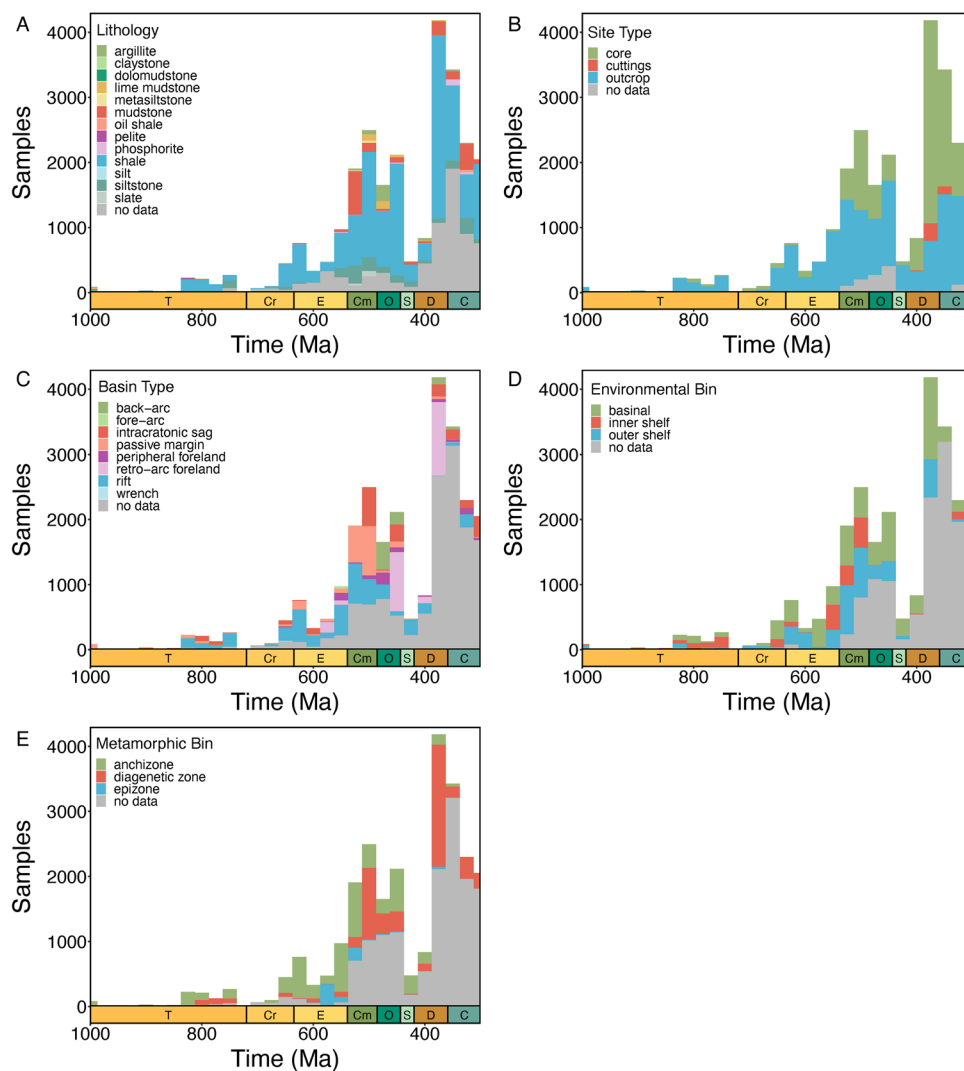 A
Lithology
argillite
claystone
dolomudstone
lime mudstone
metasiltstone
mudstone
oil shale
pelite
phosphorite
shale
silt
siltstone
slate
no data
Samples
4000
3000
2000
1000
0
T Cr E Cm O S D C
1000 800 600 400
Time (Ma)
B
Site Type
core
cuttings
outcrop
no data
Samples
4000
3000
2000
1000
0
T Cr E Cm O S D C
1000 800 600 400
Time (Ma)
C
Basin Type
back−arc
fore−arc
intracratonic sag
passive margin
peripheral foreland
retro−arc foreland
rift
wrench
no data
Samples
4000
3000
2000
1000
0
T Cr E Cm O S D C
1000 800 600 400
Time (Ma)
D
Environmental Bin
basinal
inner shelf
outer shelf
no data
Samples
4000
3000
2000
1000
0
T Cr E Cm O S D C
1000 800 600 400
Time (Ma)
E
Metamorphic Bin
anchizone
diagenetic zone
epizone
no data
Samples
4000
3000
2000
1000
0
T Cr E Cm O S D C
1000 800 600 400
Time (Ma)